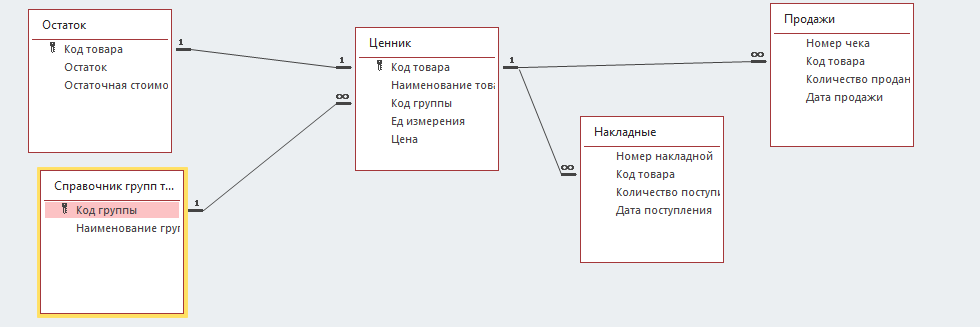 Остаток
Код товара
Остаток
Остаточная стоимо
Справочник групп т...
Код группы
Наименование груп
Ценник
Код товара
Наименование това
Код группы
Ед измерения
Цена
Накладные
Номер накладной
Код товара
Количество поступи
Дата поступления
Продажи
Номер чека
Код товара
Количество продан
Дата продажи
1
1
∞
1
1
∞
∞